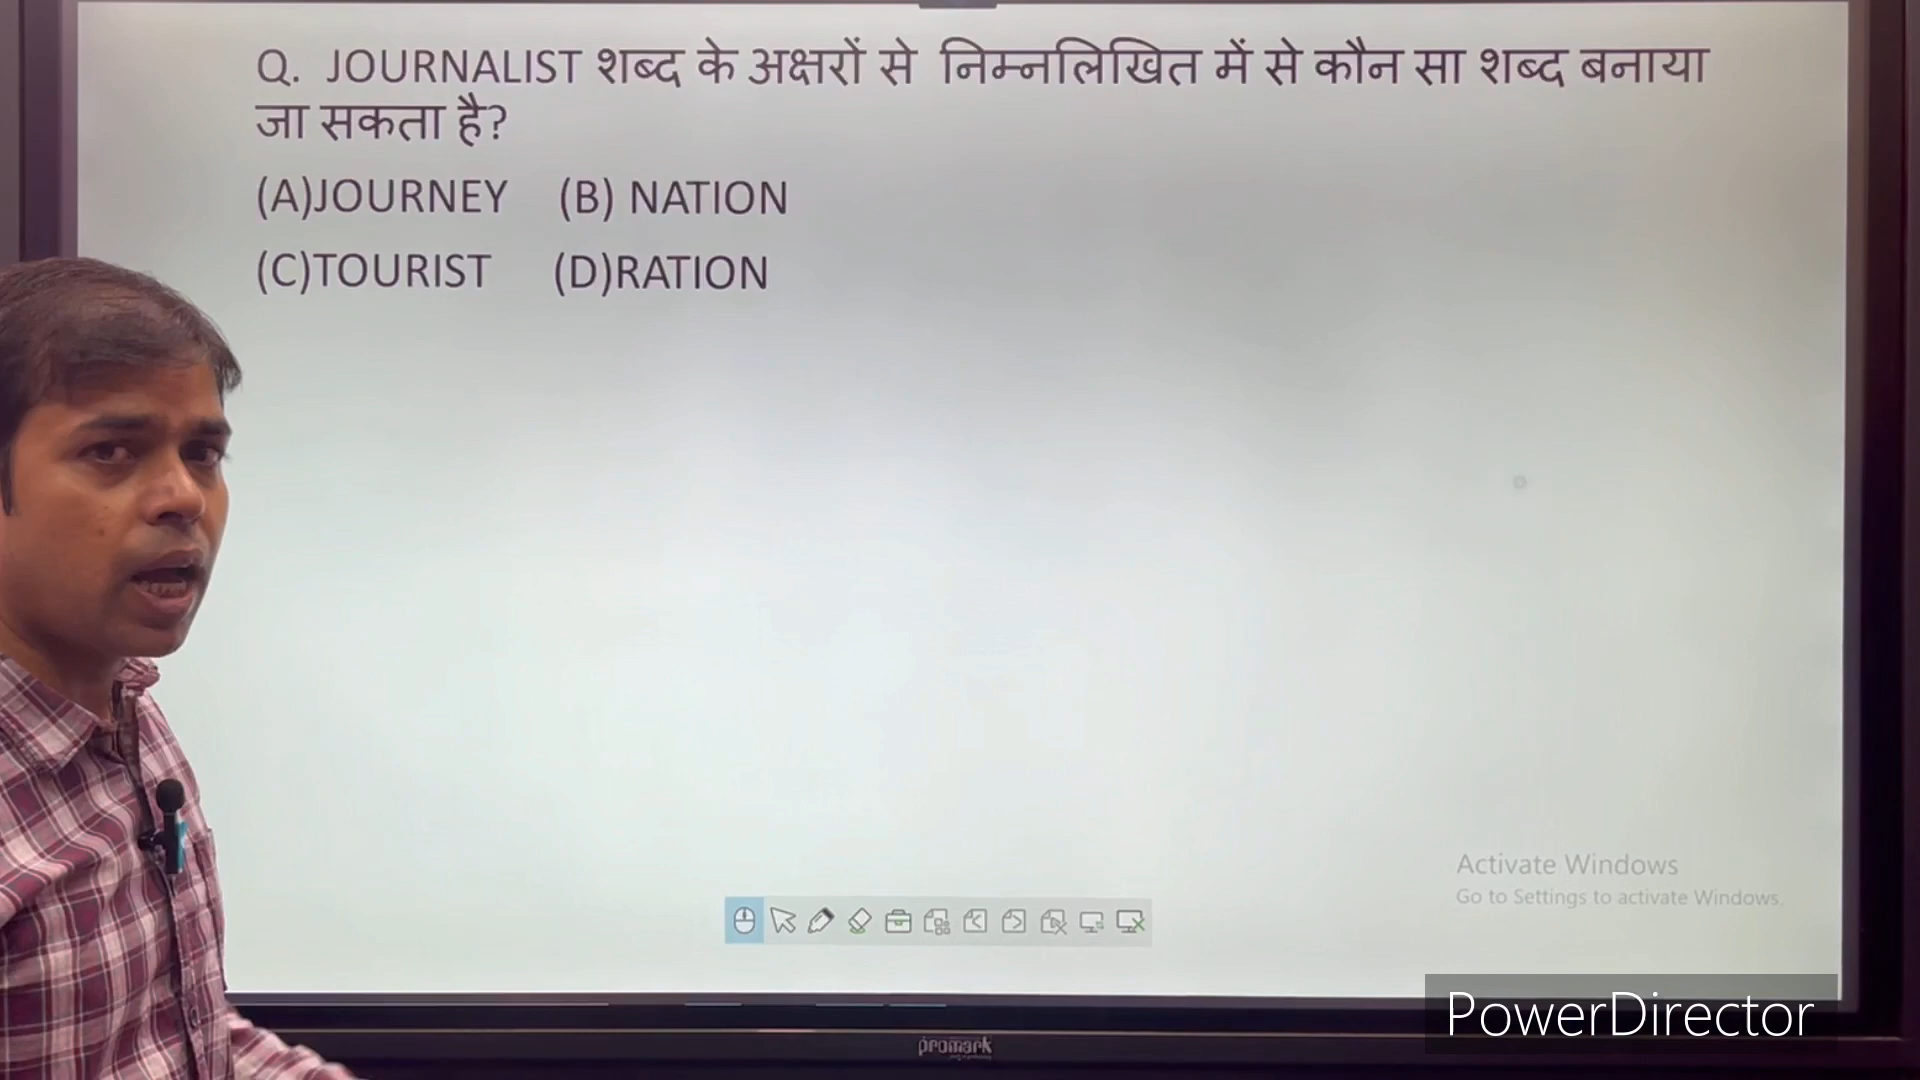 Q. JOURNALIST शब्द के अक्षरों से निम्नलिखित में से कौन सा शब्द बनाया
जा सकता है?
(A)JOURNEY (B) NATION
(C)TOURIST (D)RATION
Activate Windows
Go to Settings to activate Windows.
PowerDirector
promark